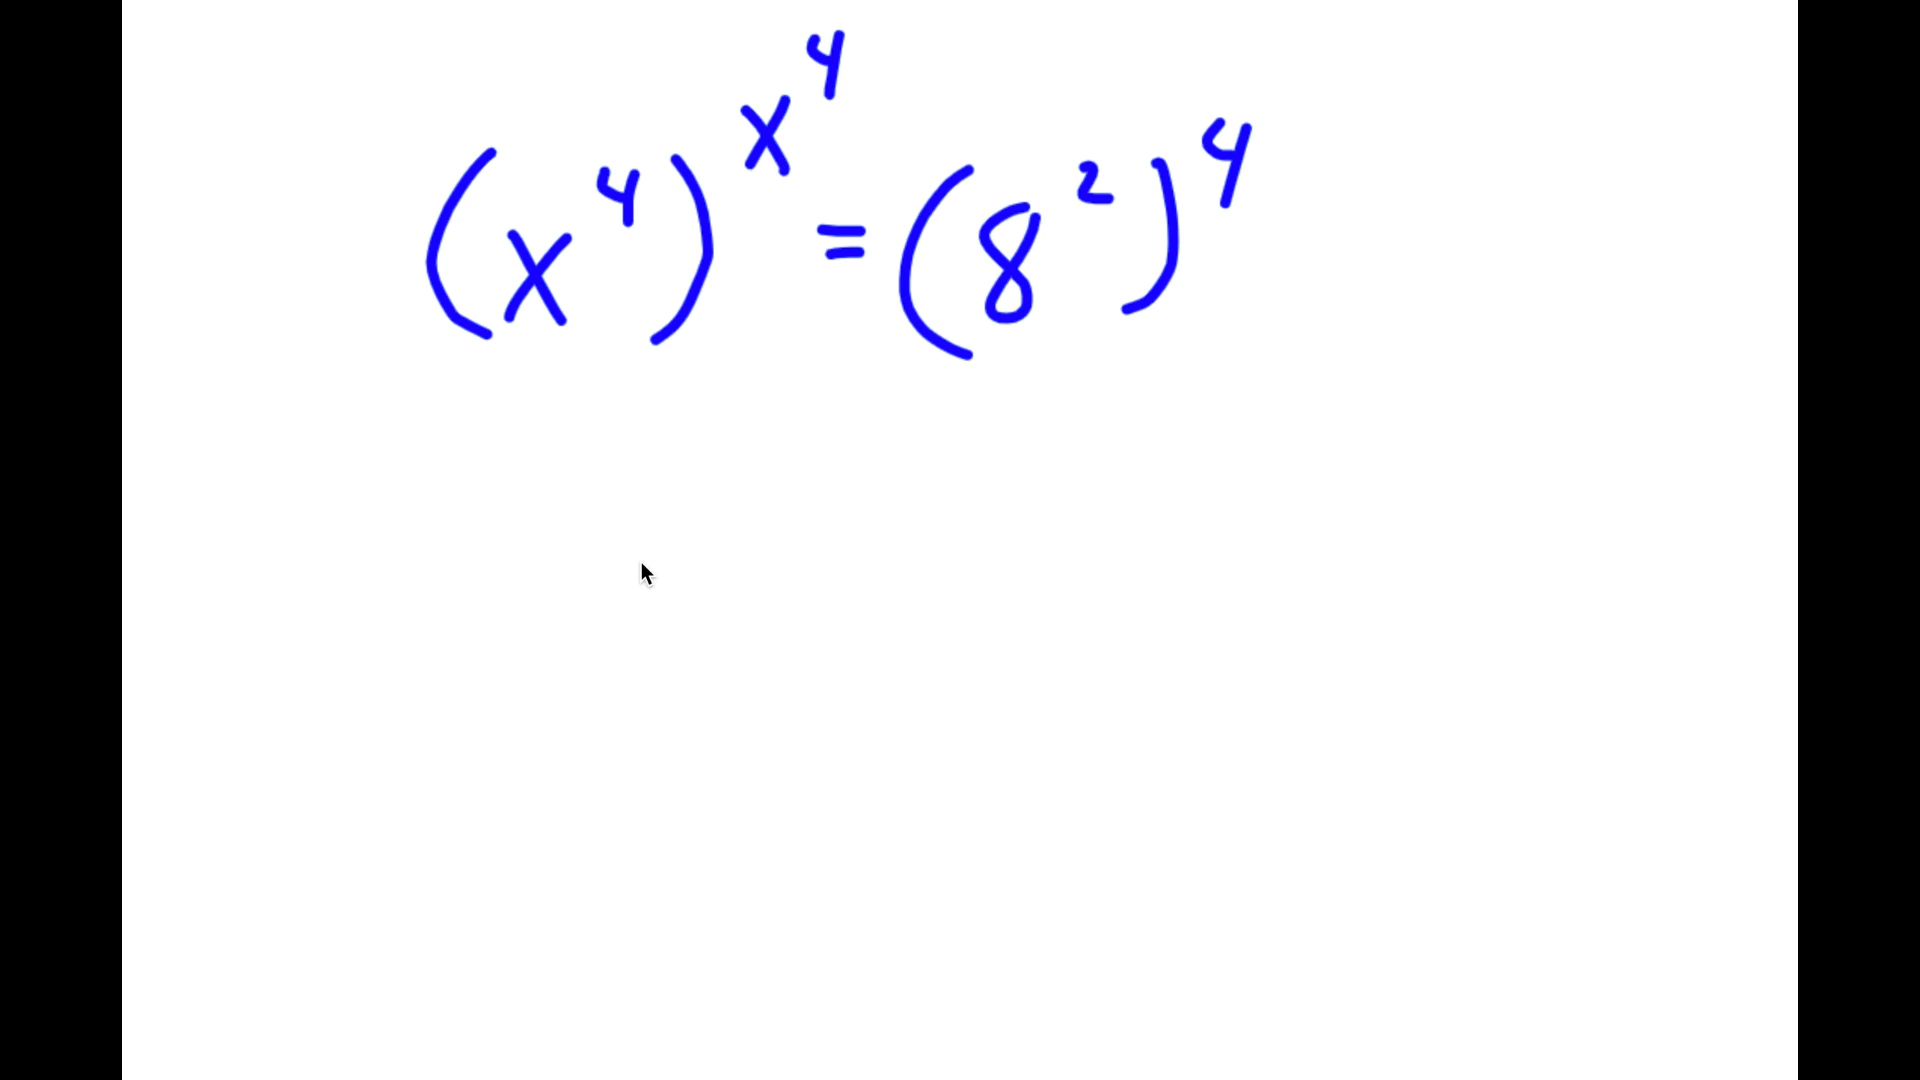 (x⁴)^x⁴ = (8²)⁴